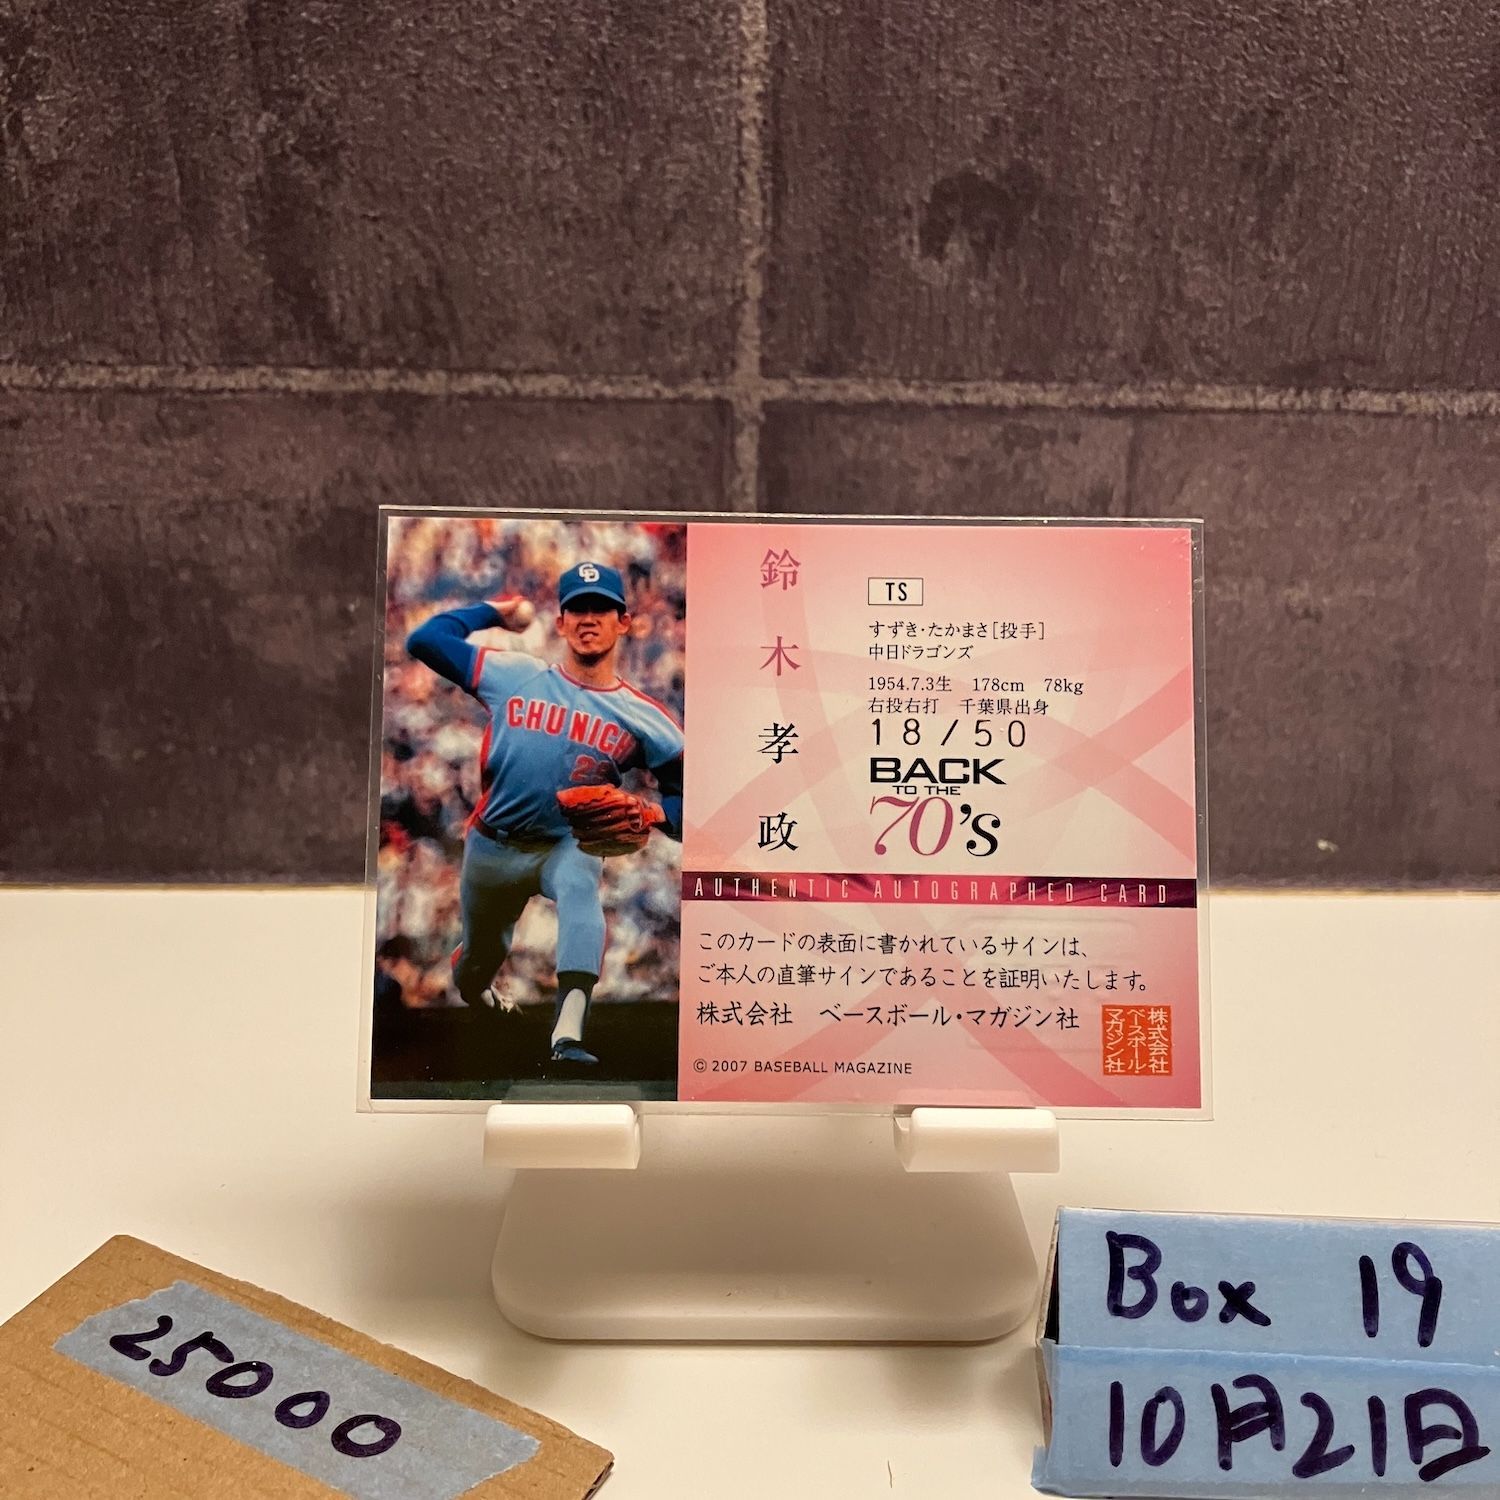 CD
CHUNICH
鈴木孝政
TS
すずき・たかまさ[投手]
中日ドラゴンズ
1954.7.3生 178cm 78kg
右投右打 千葉県出身
18/50
BACK
TO THE
70'S
AUTHENTIC AUTOGRAPHED CARD
このカードの表面に書かれているサインは、
ご本人の直筆サインであることを証明いたします。
株式会社 ベースボール・マガジン社
株式会社
ベースボール・
マガジン社
© 2007 BASEBALL MAGAZINE
25000
Box 19
10月21日